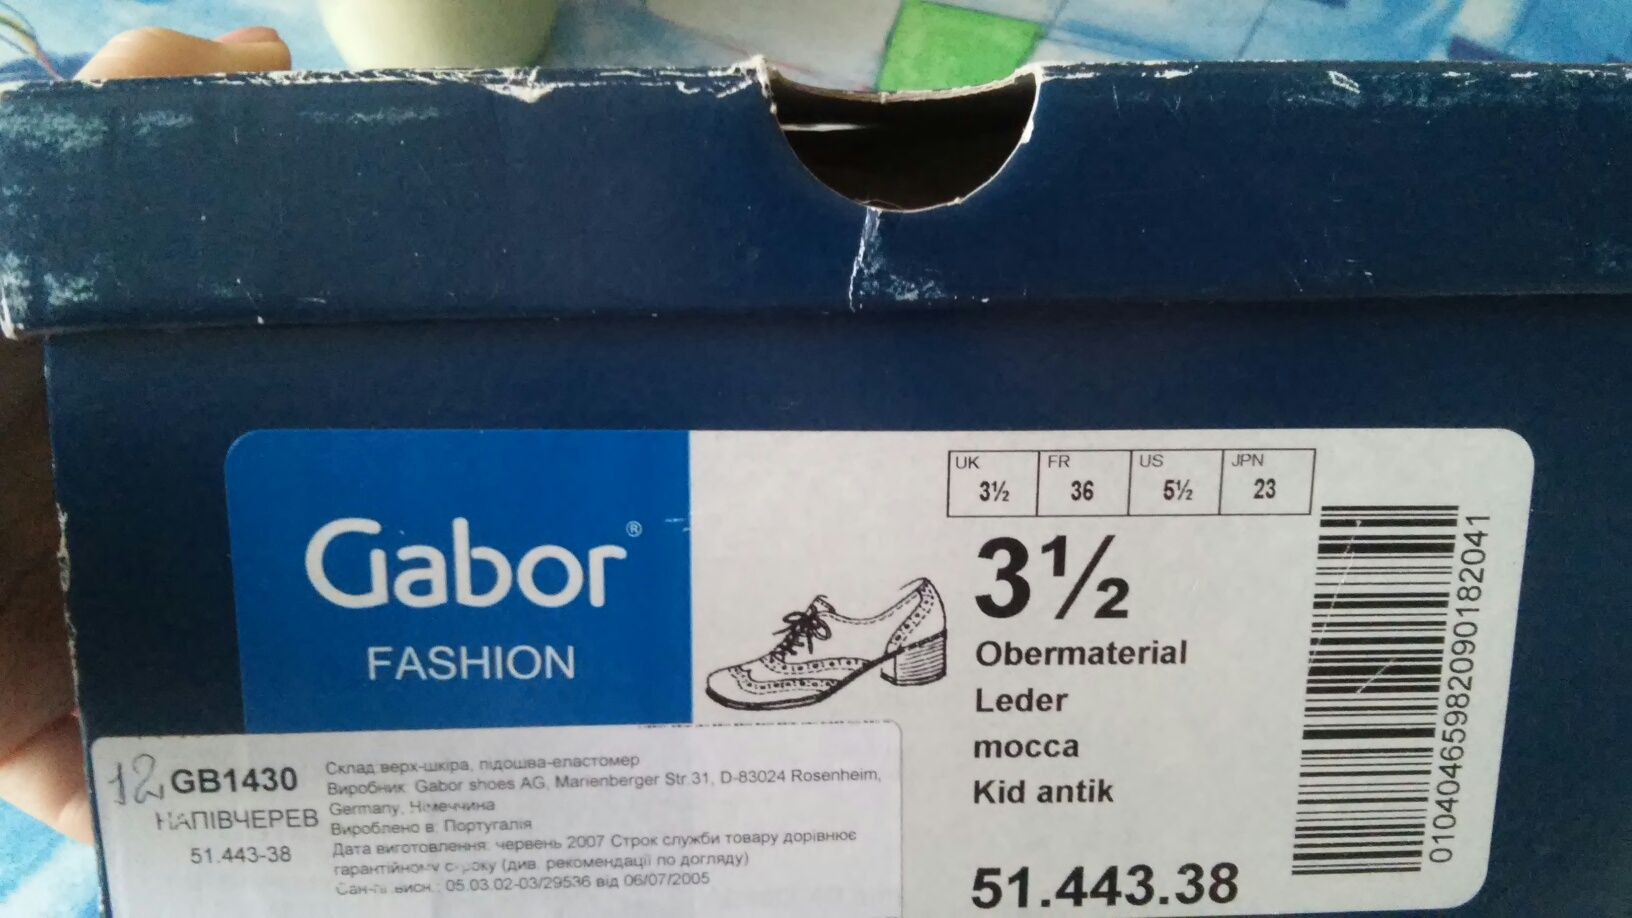 UK FR US JPN
3½ 36 5½ 23
Gabor®
FASHION
3½
Obermaterial
Leder
mocca
Kid antik
51.443.38
0104046598209018 2041
12 GB1430
НАПІВЧЕРЕВ
51.443-38
Склад верх-шкіра, підошва-еластомер
Виробник: Gabor shoes AG, Marienberger Str.31, D-83024 Rosenheim,
Germany, Німеччина
Вироблено в: Португалія
Дата виготовлення: червень 2007 Строк служби товару дорівнює
гарантійному строку (див. рекомендації по догляду)
висн.: 05.03.02-03/29536 від 06/07/2005